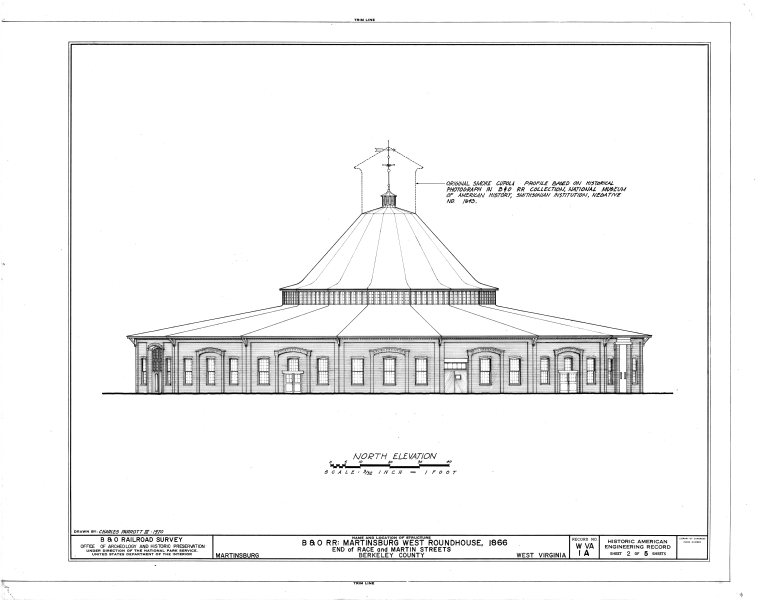 TRIM LINE
ORIGINAL SMOKE CUPOLA PROFILE BASED ON HISTORICAL
PHOTOGRAPH IN B&O RR COLLECTION, NATIONAL MUSEUM
OF AMERICAN HISTORY, SMITHSONIAN INSTITUTION, NEGATIVE
NO.
NORTH ELEVATION
SCALE: 3/32 INCH = 1 FOOT
DRAWN BY: CHARLES PARROTT III - 1970
B & O RAILROAD SURVEY
OFFICE OF ARCHEOLOGY AND HISTORIC PRESERVATION
UNDER DIRECTION OF THE NATIONAL PARK SERVICE,
UNITED STATES DEPARTMENT OF THE INTERIOR
MARTINSBURG
NAME AND LOCATION OF STRUCTURE
B & O RR: MARTINSBURG WEST ROUNDHOUSE, 1866
END OF RACE and MARTIN STREETS
BERKELEY COUNTY
WEST VIRGINIA
RECORD NO.
W VA
1 A
HISTORIC AMERICAN
ENGINEERING RECORD
SHEET 2 OF 5 SHEETS
LIBRARY OF CONGRESS
TRIM LINE